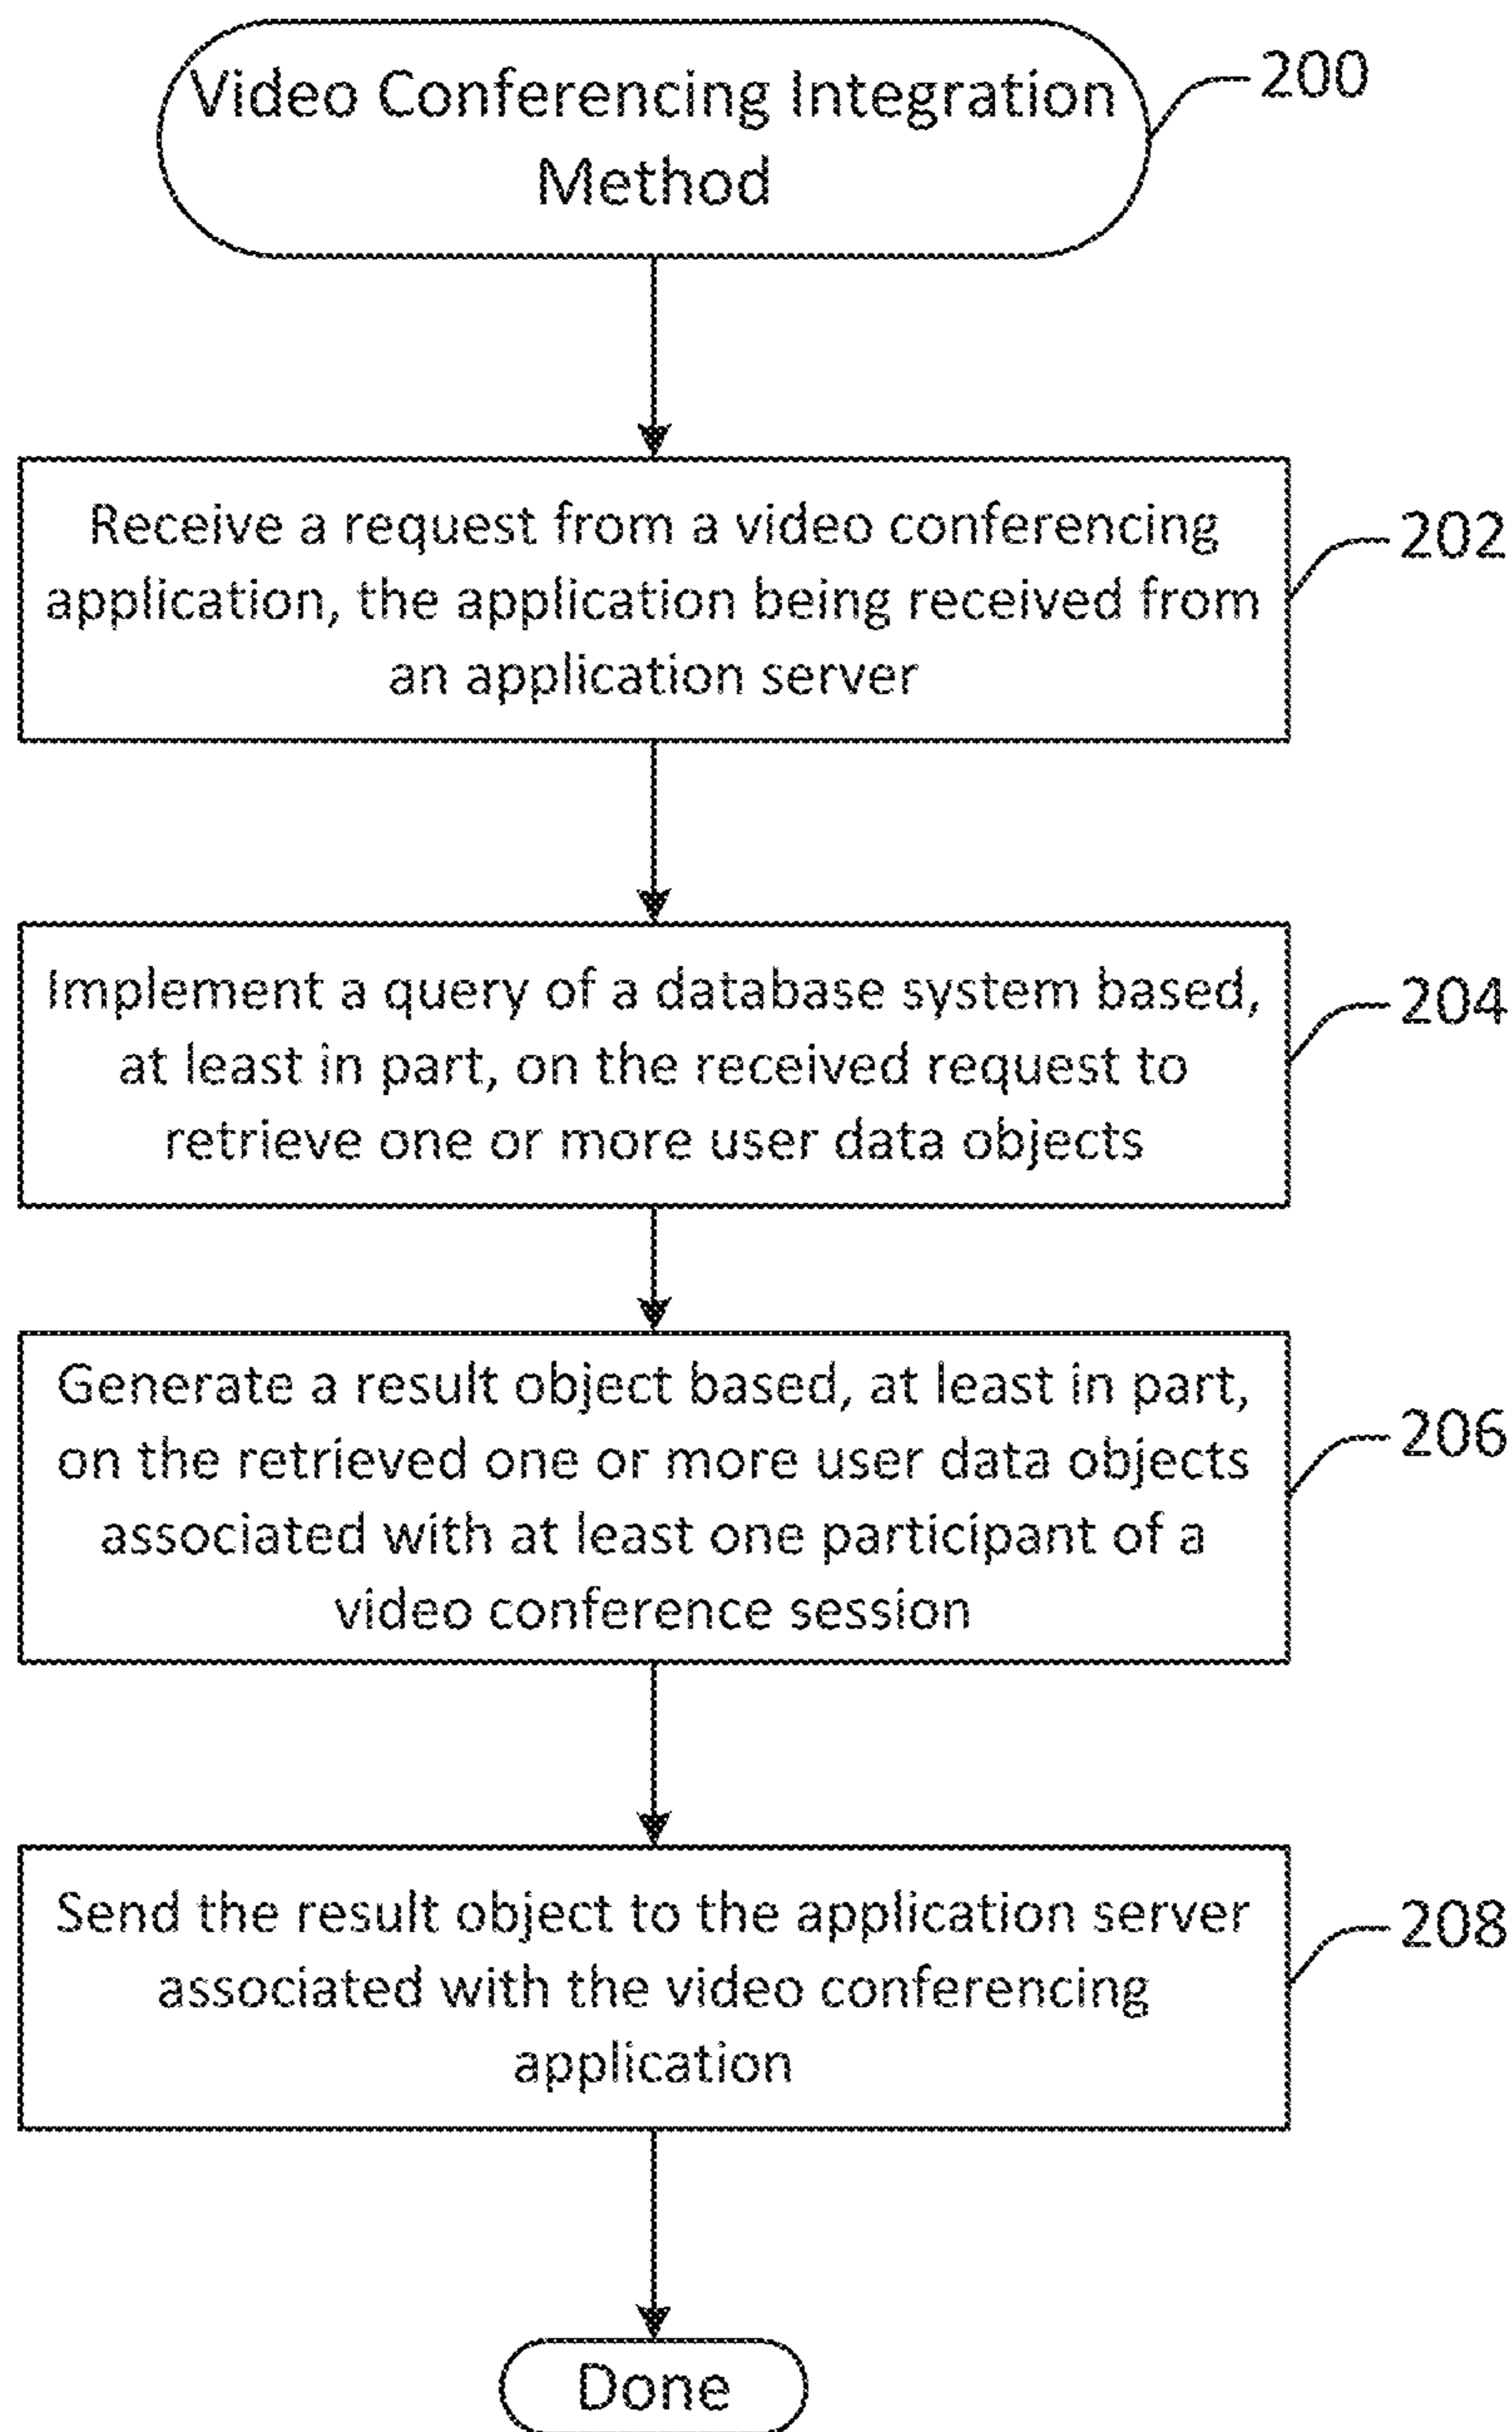 Video Conferencing Integration
Method
200
Receive a request from a video conferencing
application, the application being received from
an application server
202
Implement a query of a database system based,
at least in part, on the received request to
retrieve one or more user data objects
204
Generate a result object based, at least in part,
on the retrieved one or more user data objects
associated with at least one participant of a
video conference session
206
Send the result object to the application server
associated with the video conferencing
application
208
Done